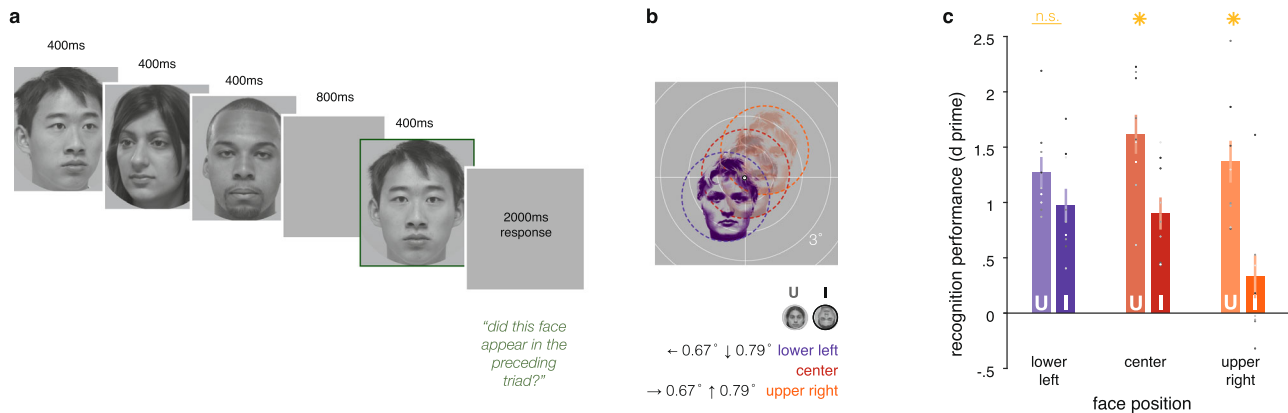 a
400ms
400ms
400ms
800ms
400ms
2000ms
response
“did this face
appear in the
preceding
triad?”
b
3°
U I
← 0.67° ↓ 0.79° lower left
center
→ 0.67° ↑ 0.79° upper right
c
n.s. * *
recognition performance (d prime)
2.5
2
1.5
1
.5
0
-.5
U I U I U I
lower
left
center
upper
right
face position